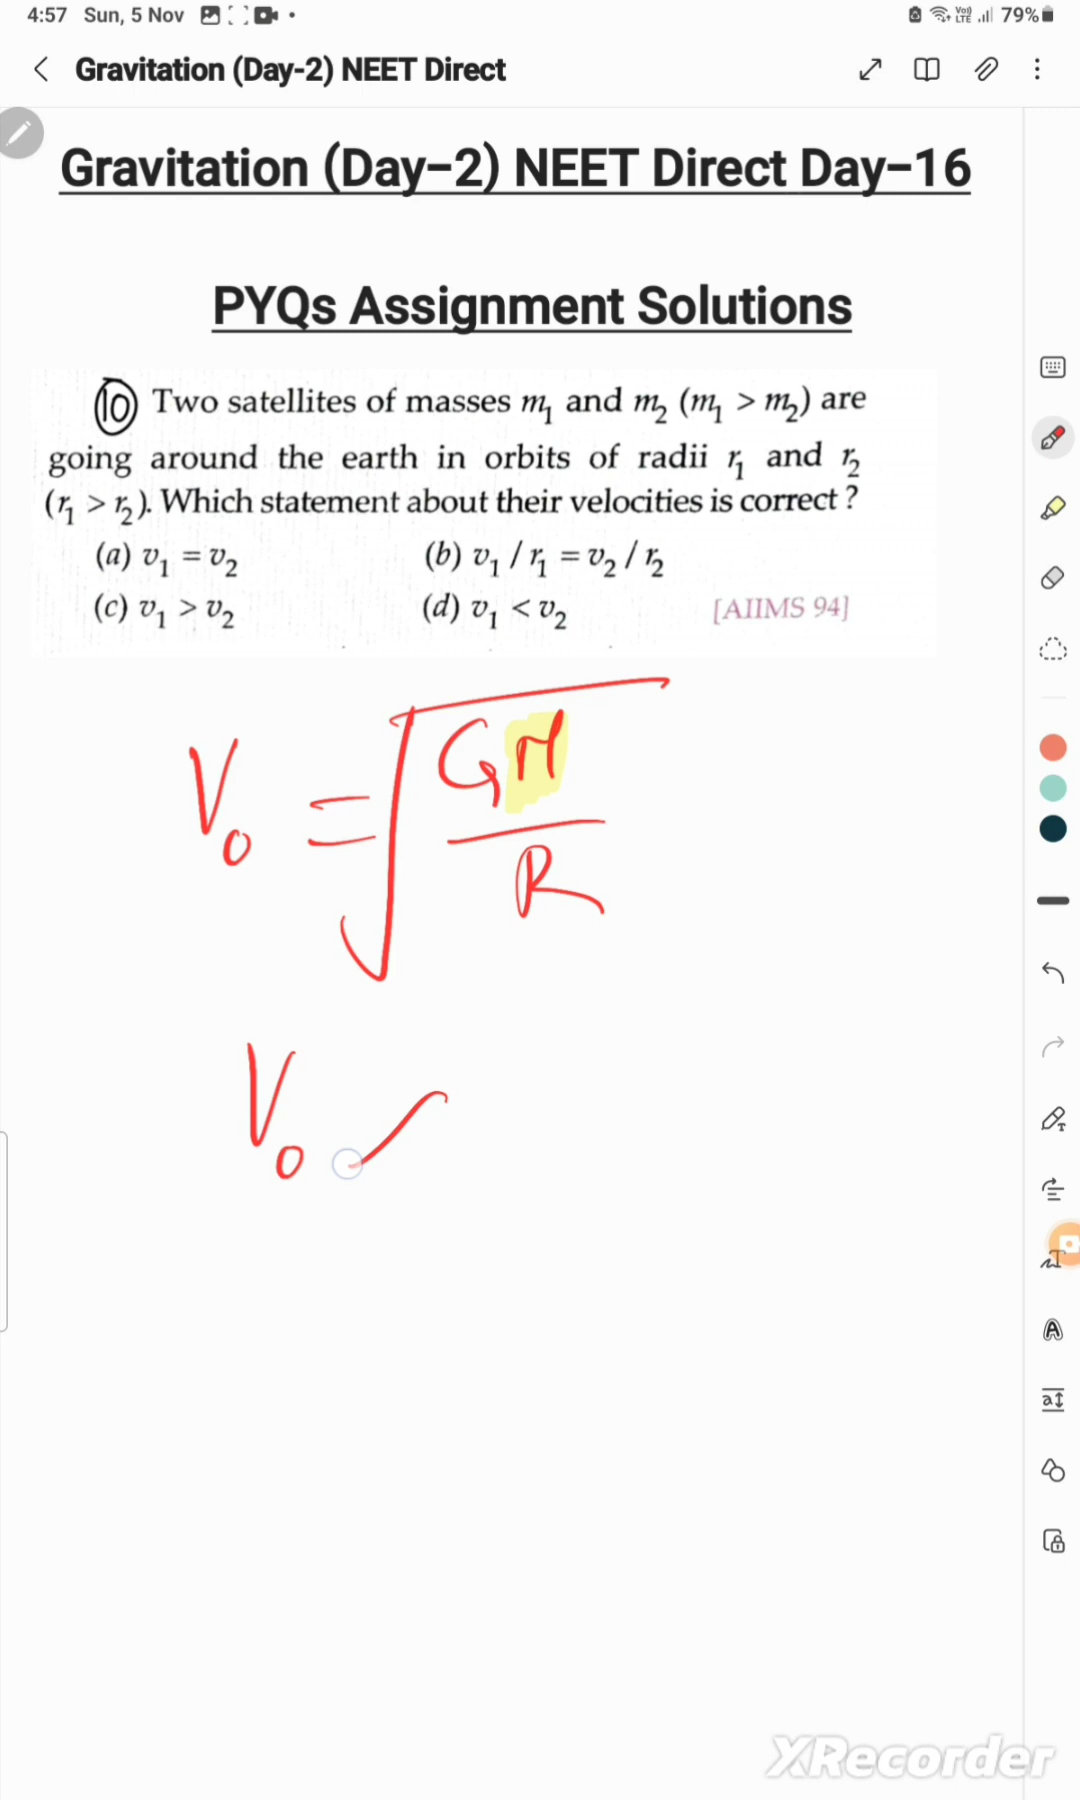 4:57 Sun, 5 Nov
79%
Gravitation (Day-2) NEET Direct
Gravitation (Day-2) NEET Direct Day-16
PYQs Assignment Solutions
10 Two satellites of masses m₁ and m₂ (m₁ > m₂) are
going around the earth in orbits of radii r₁ and r₂
(r₁ > r₂). Which statement about their velocities is correct ?
(a) v₁ = v₂ (b) v₁ / r₁ = v₂ / r₂
(c) v₁ > v₂ (d) v₁ < v₂ [AIIMS 94]
V₀ = √(GM/R)
V₀
XRecorder